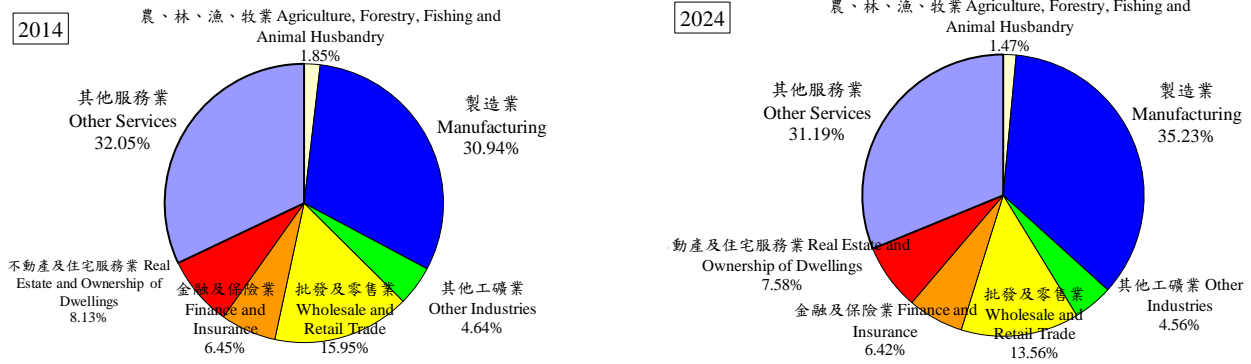 2014
農、林、漁、牧業 Agriculture, Forestry, Fishing and
Animal Husbandry
1.85%
其他服務業
Other Services
32.05%
製造業
Manufacturing
30.94%
不動產及住宅服務業 Real
Estate and Ownership of
Dwellings
8.13%
金融及保險業
Finance and
Insurance
6.45%
批發及零售業
Wholesale and
Retail Trade
15.95%
其他工礦業
Other Industries
4.64%
2024
農、林、漁、牧業 Agriculture, Forestry, Fishing and
Animal Husbandry
1.47%
其他服務業
Other Services
31.19%
製造業
Manufacturing
35.23%
動產及住宅服務業 Real Estate and
Ownership of Dwellings
7.58%
金融及保險業 Finance and
Insurance
6.42%
批發及零售業
Wholesale and
Retail Trade
13.56%
其他工礦業 Other
Industries
4.56%